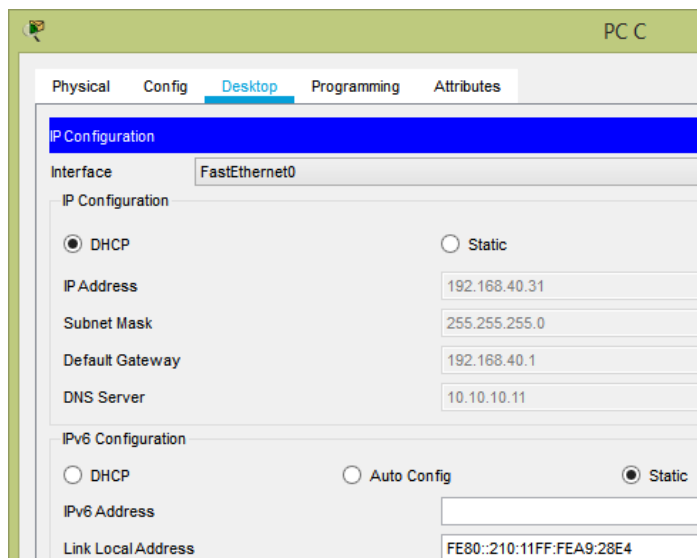 PC C
Physical Config Desktop Programming Attributes
IP Configuration
Interface FastEthernet0
IP Configuration
DHCP Static
IP Address 192.168.40.31
Subnet Mask 255.255.255.0
Default Gateway 192.168.40.1
DNS Server 10.10.10.11
IPv6 Configuration
DHCP Auto Config Static
IPv6 Address
Link Local Address FE80::210:11FF:FEA9:28E4